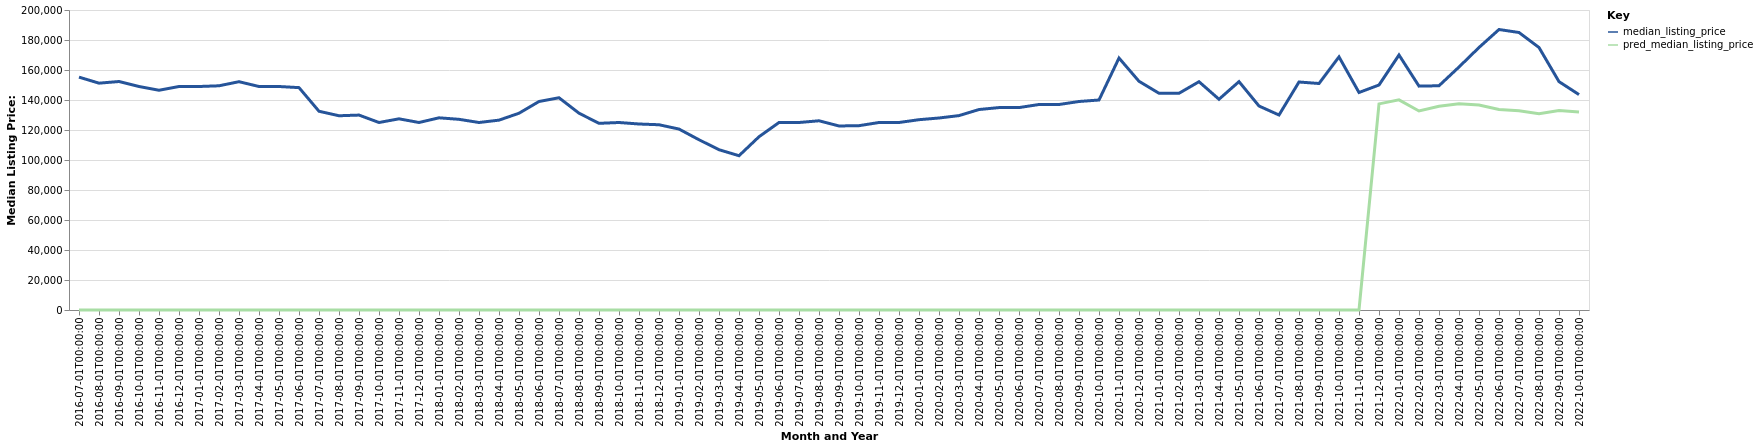 200,000
180,000
160,000
140,000
120,000
100,000
80,000
60,000
40,000
20,000
0
Median Listing Price:
2016-07-01T00:00:00
2016-08-01T00:00:00
2016-09-01T00:00:00
2016-10-01T00:00:00
2016-11-01T00:00:00
2016-12-01T00:00:00
2017-01-01T00:00:00
2017-02-01T00:00:00
2017-03-01T00:00:00
2017-04-01T00:00:00
2017-05-01T00:00:00
2017-06-01T00:00:00
2017-07-01T00:00:00
2017-08-01T00:00:00
2017-09-01T00:00:00
2017-10-01T00:00:00
2017-11-01T00:00:00
2017-12-01T00:00:00
2018-01-01T00:00:00
2018-02-01T00:00:00
2018-03-01T00:00:00
2018-04-01T00:00:00
2018-05-01T00:00:00
2018-06-01T00:00:00
2018-07-01T00:00:00
2018-08-01T00:00:00
2018-09-01T00:00:00
2018-10-01T00:00:00
2018-11-01T00:00:00
2018-12-01T00:00:00
2019-01-01T00:00:00
2019-02-01T00:00:00
2019-03-01T00:00:00
2019-04-01T00:00:00
2019-05-01T00:00:00
2019-06-01T00:00:00
2019-07-01T00:00:00
2019-08-01T00:00:00
2019-09-01T00:00:00
2019-10-01T00:00:00
2019-11-01T00:00:00
2019-12-01T00:00:00
2020-01-01T00:00:00
2020-02-01T00:00:00
2020-03-01T00:00:00
2020-04-01T00:00:00
2020-05-01T00:00:00
2020-06-01T00:00:00
2020-07-01T00:00:00
2020-08-01T00:00:00
2020-09-01T00:00:00
2020-10-01T00:00:00
2020-11-01T00:00:00
2020-12-01T00:00:00
2021-01-01T00:00:00
2021-02-01T00:00:00
2021-03-01T00:00:00
2021-04-01T00:00:00
2021-05-01T00:00:00
2021-06-01T00:00:00
2021-07-01T00:00:00
2021-08-01T00:00:00
2021-09-01T00:00:00
2021-10-01T00:00:00
2021-11-01T00:00:00
2021-12-01T00:00:00
2022-01-01T00:00:00
2022-02-01T00:00:00
2022-03-01T00:00:00
2022-04-01T00:00:00
2022-05-01T00:00:00
2022-06-01T00:00:00
2022-07-01T00:00:00
2022-08-01T00:00:00
2022-09-01T00:00:00
2022-10-01T00:00:00
Month and Year
Key
median_listing_price
pred_median_listing_price